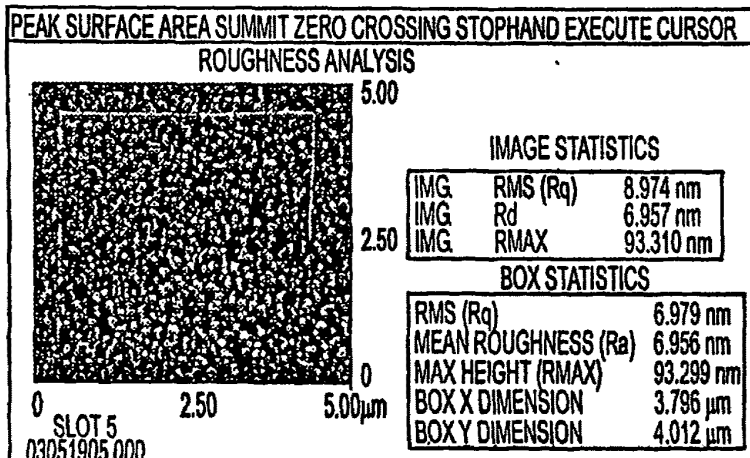 PEAK SURFACE AREA SUMMIT ZERO CROSSING STOPHAND EXECUTE CURSOR
ROUGHNESS ANALYSIS
5.00
2.50
0
0 2.50 5.00μm
SLOT 5
03051905.000
IMAGE STATISTICS
IMG. RMS (Rq) 8.974 nm
IMG. Rd 6.957 nm
IMG. RMAX 93.310 nm
BOX STATISTICS
RMS (Rq) 6.979 nm
MEAN ROUGHNESS (Ra) 6.956 nm
MAX HEIGHT (RMAX) 93.299 nm
BOX X DIMENSION 3.796 μm
BOX Y DIMENSION 4.012 μm